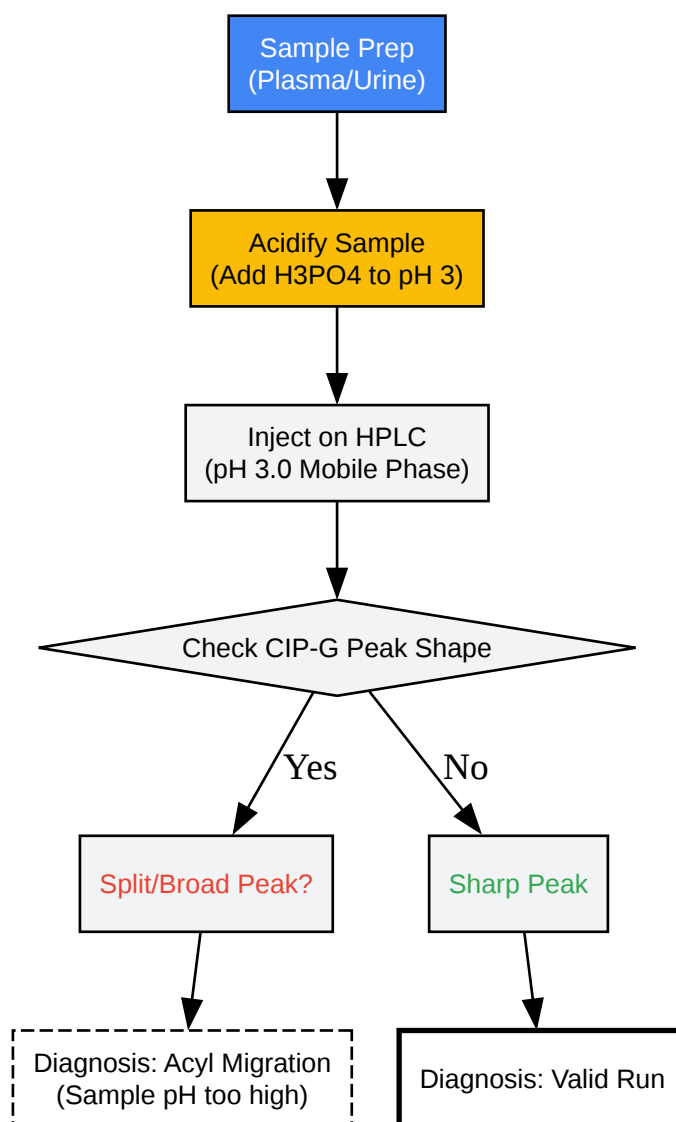 Sample Prep
(Plasma/Urine)
Acidify Sample
(Add H3PO4 to pH 3)
Inject on HPLC
(pH 3.0 Mobile Phase)
Check CIP-G Peak Shape
Yes
No
Split/Broad Peak?
Sharp Peak
Diagnosis: Acyl Migration
(Sample pH too high)
Diagnosis: Valid Run